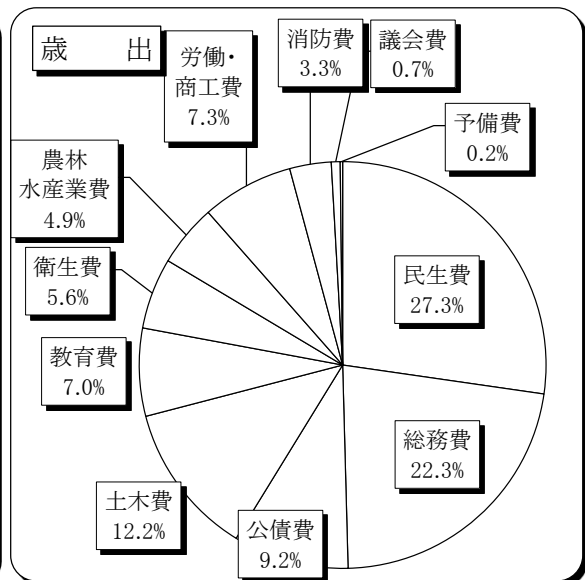 歳　　出
労働・
商工費
7.3%
消防費
3.3%
議会費
0.7%
予備費
0.2%
農林
水産業費
4.9%
衛生費
5.6%
教育費
7.0%
土木費
12.2%
公債費
9.2%
総務費
22.3%
民生費
27.3%